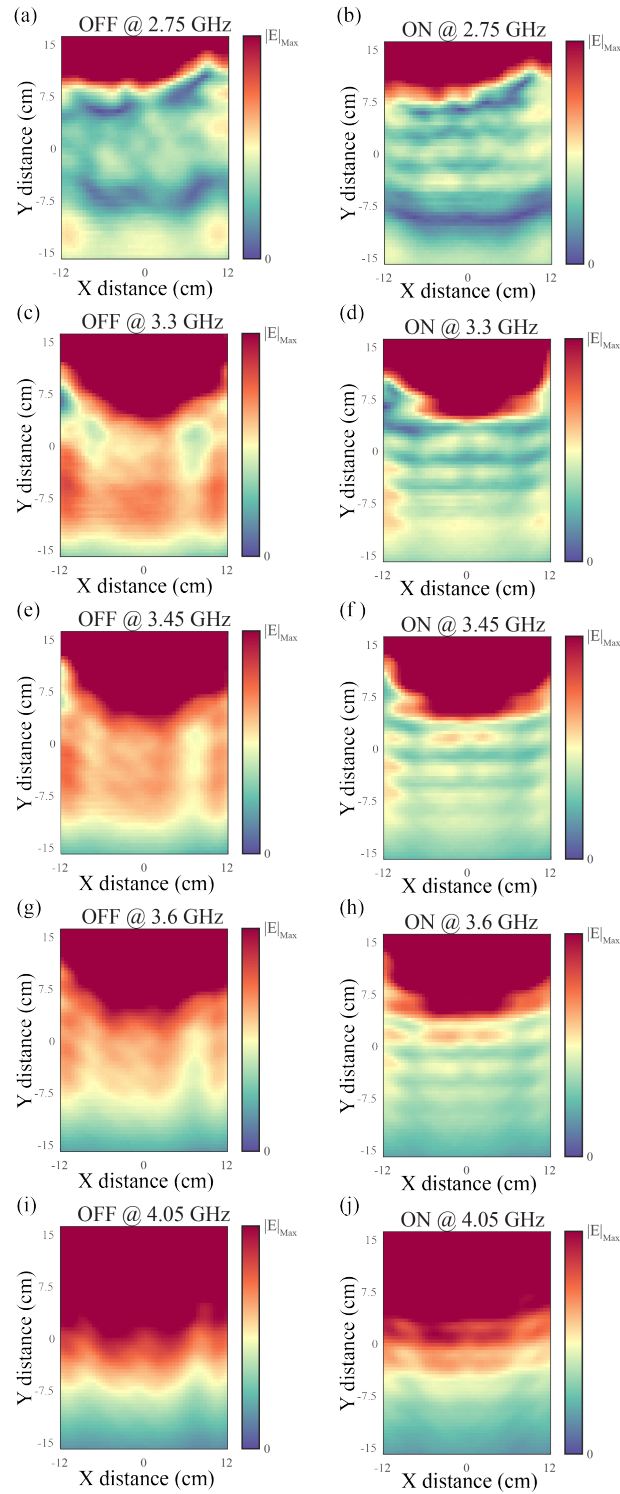 (a) OFF @ 2.75 GHz
|E|Max
15
7.5
0
-7.5
-15
Y distance (cm)
0
-12 0 12
X distance (cm)
(b) ON @ 2.75 GHz
|E|Max
15
7.5
0
-7.5
-15
Y distance (cm)
0
-12 0 12
X distance (cm)
(c) OFF @ 3.3 GHz
|E|Max
15
7.5
0
-7.5
-15
Y distance (cm)
0
-12 0 12
X distance (cm)
(d) ON @ 3.3 GHz
|E|Max
15
7.5
0
-7.5
-15
Y distance (cm)
0
-12 0 12
X distance (cm)
(e) OFF @ 3.45 GHz
|E|Max
15
7.5
0
-7.5
-15
Y distance (cm)
0
-12 0 12
X distance (cm)
(f) ON @ 3.45 GHz
|E|Max
15
7.5
0
-7.5
-15
Y distance (cm)
0
-12 0 12
X distance (cm)
(g) OFF @ 3.6 GHz
|E|Max
15
7.5
0
-7.5
-15
Y distance (cm)
0
-12 0 12
X distance (cm)
(h) ON @ 3.6 GHz
|E|Max
15
7.5
0
-7.5
-15
Y distance (cm)
0
-12 0 12
X distance (cm)
(i) OFF @ 4.05 GHz
|E|Max
15
7.5
0
-7.5
-15
Y distance (cm)
0
-12 0 12
X distance (cm)
(j) ON @ 4.05 GHz
|E|Max
15
7.5
0
-7.5
-15
Y distance (cm)
0
-12 0 12
X distance (cm)